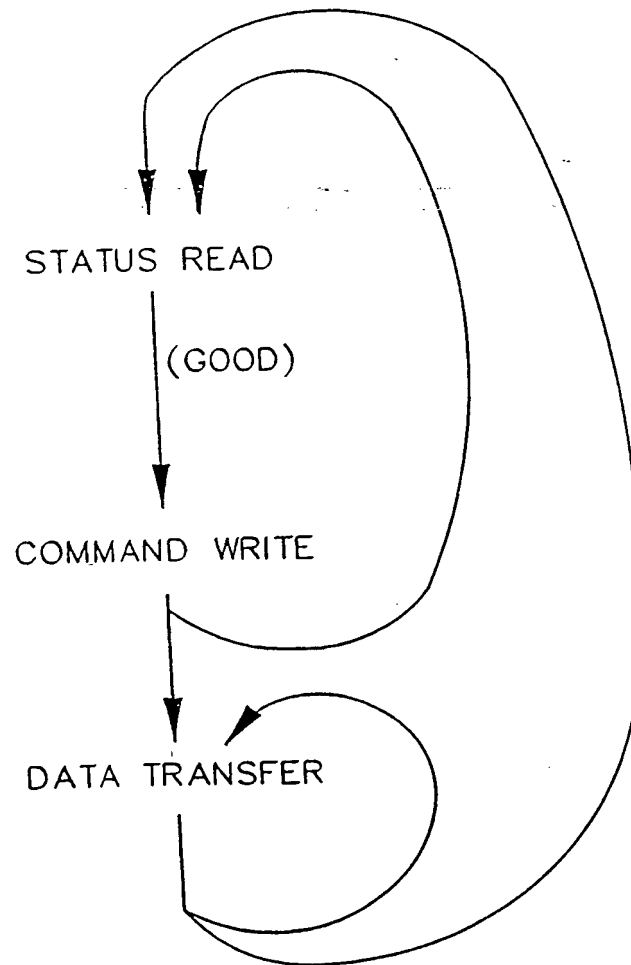 STATUS READ
(GOOD)
COMMAND WRITE
DATA TRANSFER